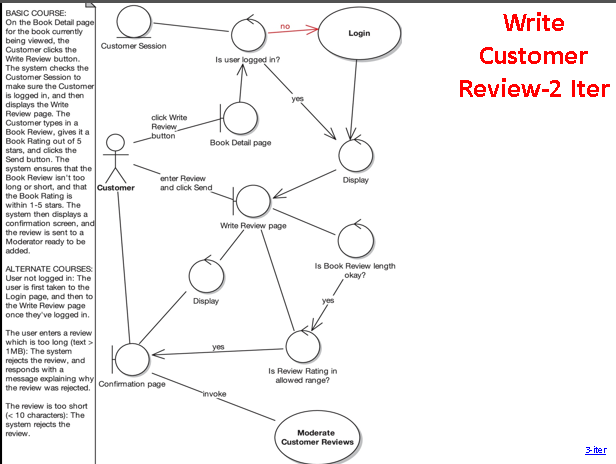 BASIC COURSE:
On the Book Detail page
for the book currently
being viewed, the
Customer clicks the
Write Review button.
The system checks the
Customer Session to
make sure the Customer
is logged in, and then
displays the Write
Review page. The
Customer types in a
Book Review, gives it a
Book Rating out of 5
stars, and clicks the
Send button. The
system ensures that the
Book Review isn't too
long or short, and that
the Book Rating is
within 1-5 stars. The
system then displays a
confirmation screen, and
the review is sent to a
Moderator ready to be
added.
ALTERNATE COURSES:
User not logged in: The
user is first taken to the
Login page, and then to
the Write Review page
once they've logged in.
The user enters a review
which is too long (text >
1MB): The system
rejects the review, and
responds with a
message explaining why
the review was rejected.
The review is too short
(< 10 characters): The
system rejects the
review.
Customer Session
Is user logged in?
no
Login
yes
click Write
Review
button
Book Detail page
Display
Customer
enter Review
and click Send
Write Review page
Is Book Review length
okay?
Display
yes
yes
Is Review Rating in
allowed range?
Confirmation page
invoke
Moderate
Customer Reviews
Write
Customer
Review-2 Iter
3-iter